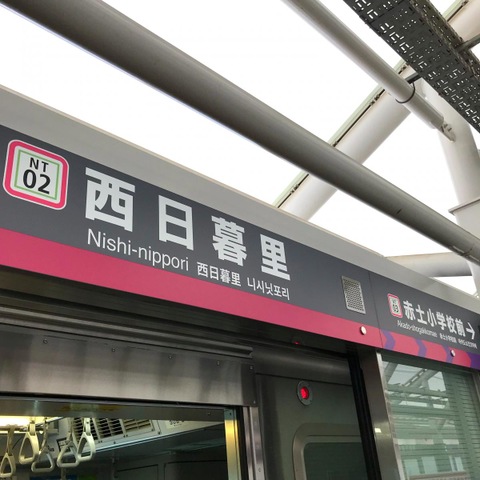 NT
02
西日暮里
Nishi-nippori 西日暮里 니시닛포리
赤土小学校前→
Akado-shogakkomae